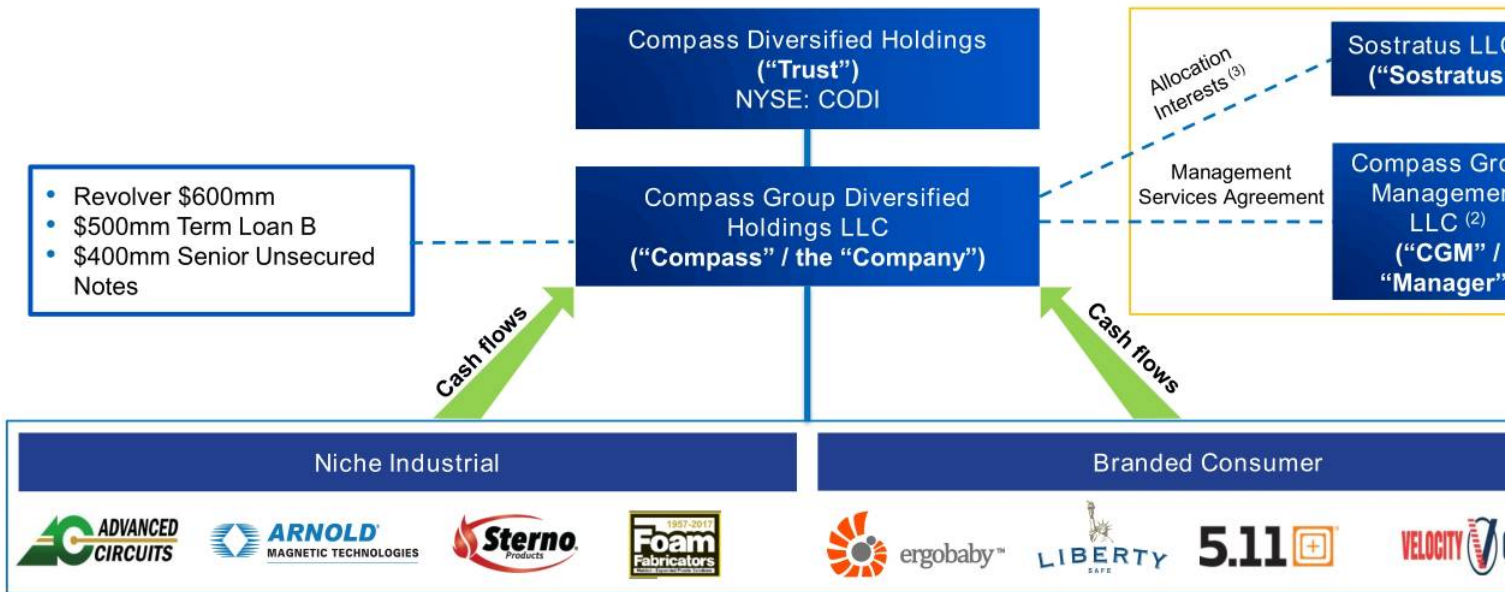 Compass Diversified Holdings
(“Trust”)
NYSE: CODI
Allocation
Interests (3)
Sostratus LLC
(“Sostratus
• Revolver $600mm
• $500mm Term Loan B
• $400mm Senior Unsecured
Notes
Compass Group Diversified
Holdings LLC
(“Compass” / the “Company”)
Management
Services Agreement
Compass Gro
Managemen
LLC (2)
(“CGM” /
“Manager”
Cash flows
Cash flows
Niche Industrial
Branded Consumer
ADVANCED
CIRCUITS
ARNOLD
MAGNETIC TECHNOLOGIES
Sterno
Products
1957-2017
Foam
Fabricators
ergobaby™
LIBERTY
SAFE
5.11
VELOCITY